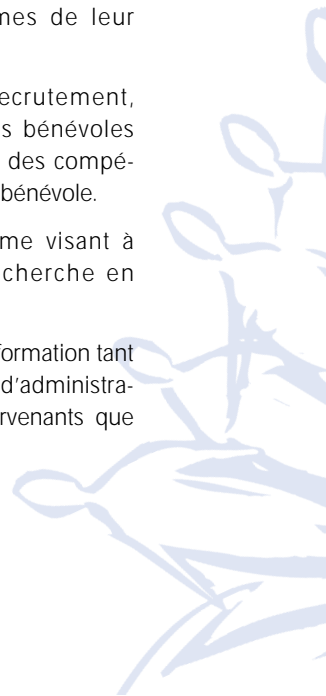 mes de leur
ecrutement,
s bénévoles
des compé-
bénévole.
me visant à
cherche en
formation tant
d'administra-
rvenants que